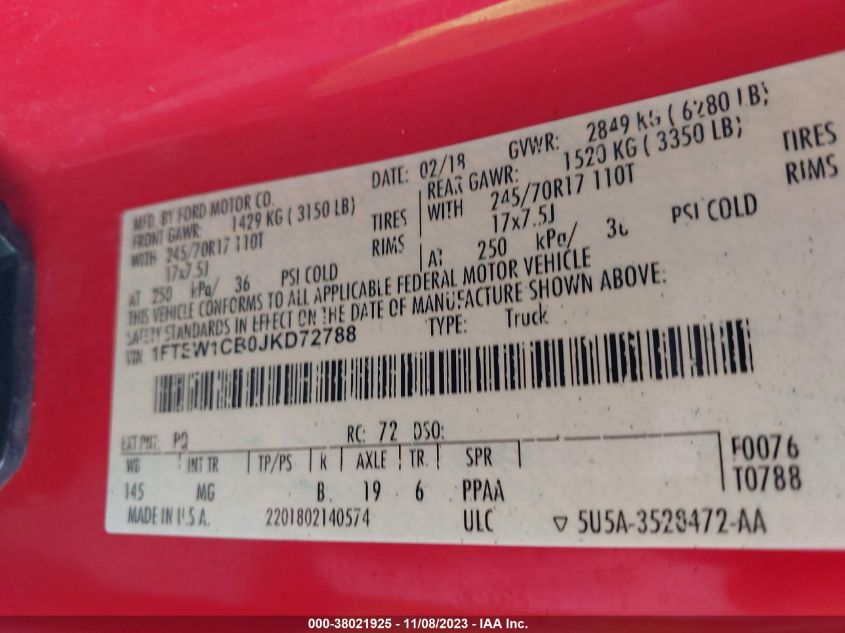 MFD. BY FORD MOTOR CO. DATE: 02/18 GVWR: 2849 KG ( 6280 LB)
FRONT GAWR: 1429 KG ( 3150 LB) REAR GAWR: 1520 KG ( 3350 LB)
WITH 245/70R17 110T TIRES WITH 245/70R17 110T TIRES
17x7.5J RIMS 17x7.5J RIMS
AT 250 kPa/ 36 PSI COLD AT 250 kPa/ 36 PSI COLD
THIS VEHICLE CONFORMS TO ALL APPLICABLE FEDERAL MOTOR VEHICLE
SAFETY STANDARDS IN EFFECT ON THE DATE OF MANUFACTURE SHOWN ABOVE.
VIN 1FTEW1CB0JKD72788 TYPE: Truck
EXT PNT: PQ RC: 72 DSO:
WB INT TR TP/PS R AXLE TR SPR F0076
145 MG B 19 6 PPAA T0788
MADE IN U.S.A. 2201802140574 ULC ▽ 5U5A-3528472-AA
000-38021925 - 11/08/2023 - IAA Inc.